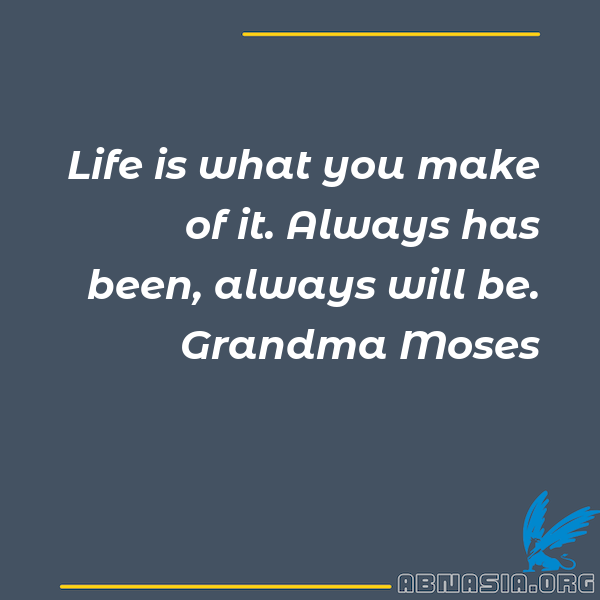 Life is what you make
of it. Always has
been, always will be.
Grandma Moses
ABNASIA.ORG